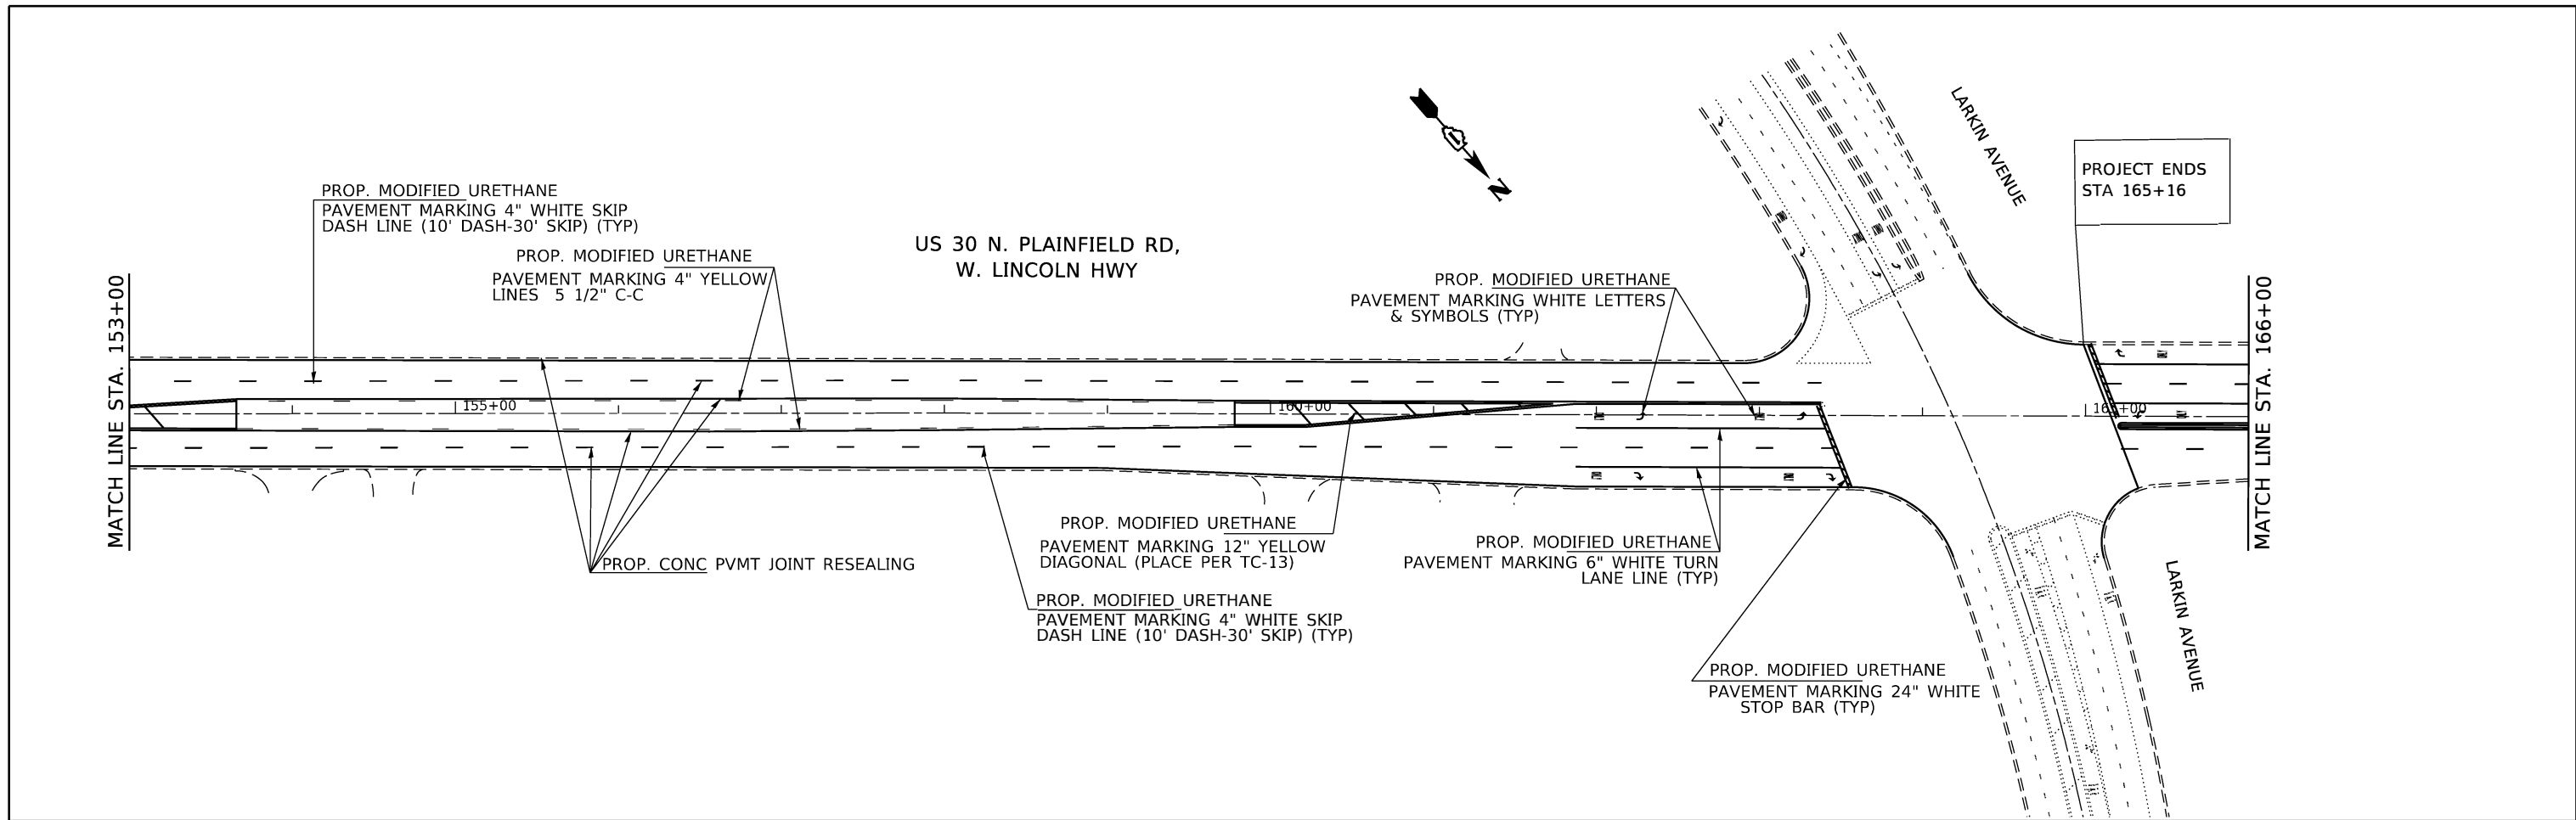 LARKIN AVENUE
PROJECT ENDS
STA 165+16
N
PROP. MODIFIED URETHANE
PAVEMENT MARKING 4" WHITE SKIP
DASH LINE (10' DASH-30' SKIP) (TYP)
US 30 N. PLAINFIELD RD,
W. LINCOLN HWY
PROP. MODIFIED URETHANE
PAVEMENT MARKING 4" YELLOW
LINES 5 1/2" C-C
PROP. MODIFIED URETHANE
PAVEMENT MARKING WHITE LETTERS
& SYMBOLS (TYP)
MATCH LINE STA. 153+00
MATCH LINE STA. 166+00
155+00
160+00
165+00
PROP. CONC PVMT JOINT RESEALING
PROP. MODIFIED URETHANE
PAVEMENT MARKING 12" YELLOW
DIAGONAL (PLACE PER TC-13)
PROP. MODIFIED URETHANE
PAVEMENT MARKING 6" WHITE TURN
LANE LINE (TYP)
PROP. MODIFIED URETHANE
PAVEMENT MARKING 4" WHITE SKIP
DASH LINE (10' DASH-30' SKIP) (TYP)
LARKIN AVENUE
PROP. MODIFIED URETHANE
PAVEMENT MARKING 24" WHITE
STOP BAR (TYP)